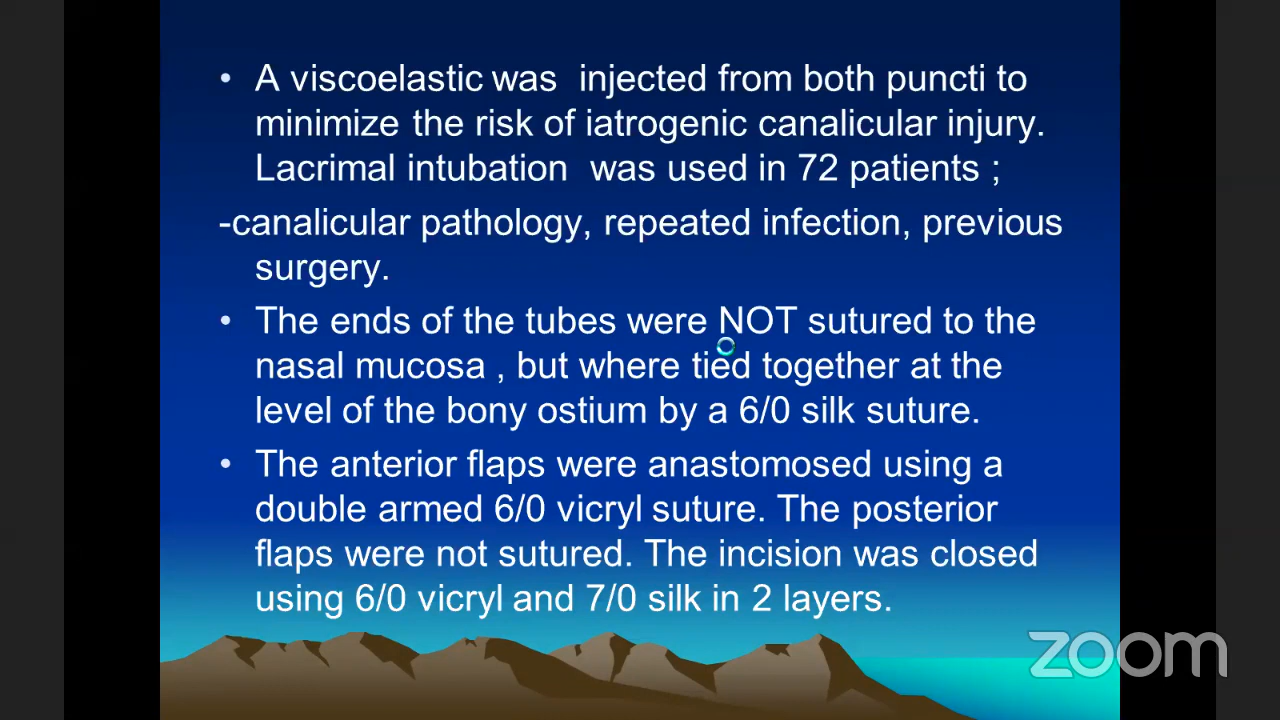 • A viscoelastic was injected from both puncti to
minimize the risk of iatrogenic canalicular injury.
Lacrimal intubation was used in 72 patients ;
-canalicular pathology, repeated infection, previous
surgery.
• The ends of the tubes were NOT sutured to the
nasal mucosa , but where tied together at the
level of the bony ostium by a 6/0 silk suture.
• The anterior flaps were anastomosed using a
double armed 6/0 vicryl suture. The posterior
flaps were not sutured. The incision was closed
using 6/0 vicryl and 7/0 silk in 2 layers.
zoom